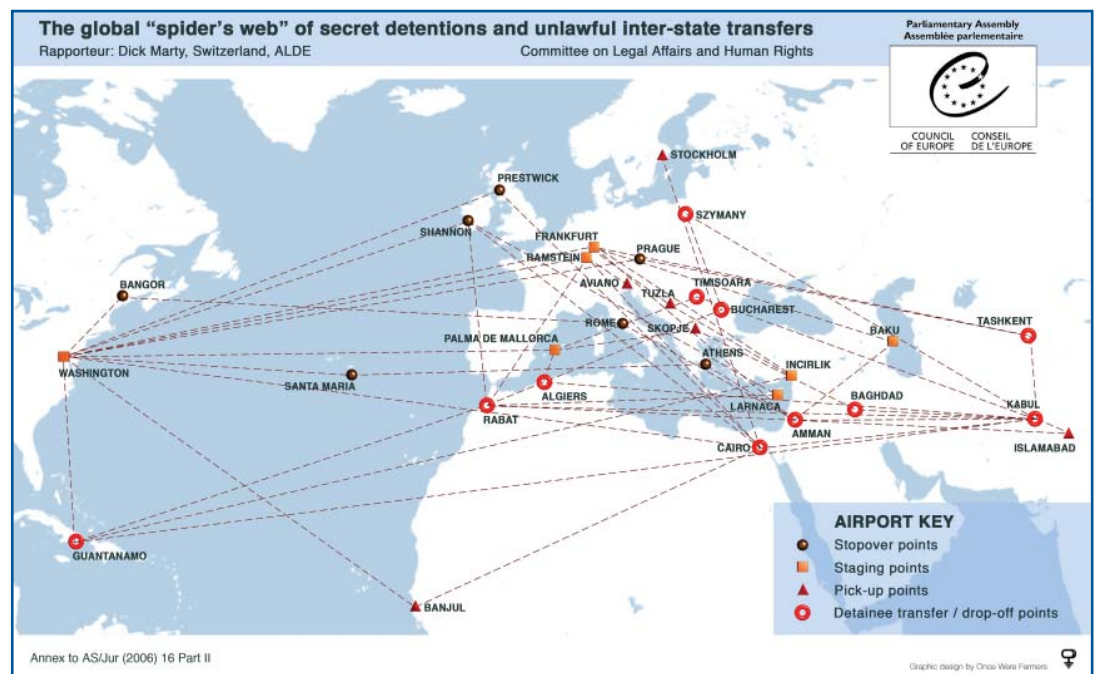 The global “spider’s web” of secret detentions and unlawful inter-state transfers
Rapporteur: Dick Marty, Switzerland, ALDE
Committee on Legal Affairs and Human Rights
Parliamentary Assembly
Assemblée parlementaire
COUNCIL CONSEIL
OF EUROPE DE L'EUROPE
STOCKHOLM
PRESTWICK
SZYMANY
SHANNON
FRANKFURT
PRAGUE
RAMSTEIN
BANGOR
AVIANO
TIMISOARA
TUZLA
BUCHAREST
ROME
SKOPJE
BAKU
TASHKENT
PALMA DE MALLORCA
ATHENS
INCIRLIK
WASHINGTON
SANTA MARIA
ALGIERS
BAGHDAD
KABUL
LARNACA
RABAT
AMMAN
CAIRO
ISLAMABAD
GUANTANAMO
BANJUL
AIRPORT KEY
Stopover points
Staging points
Pick-up points
Detainee transfer / drop-off points
Annex to AS/Jur (2006) 16 Part II
Graphic design by Once Were Farmers